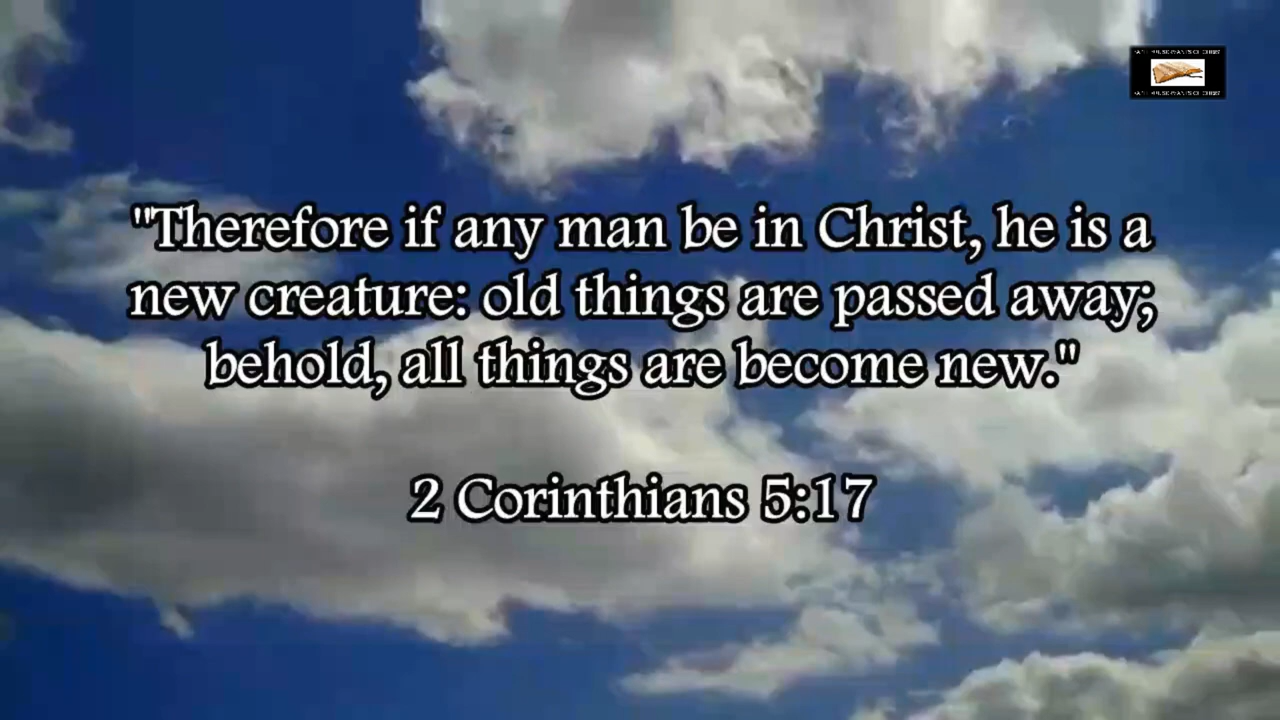 "Therefore if any man be in Christ, he is a
new creature: old things are passed away;
behold, all things are become new."
2 Corinthians 5:17